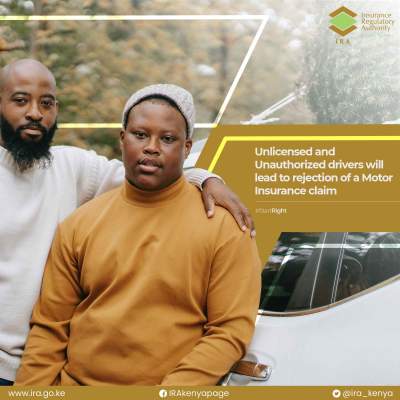 Insurance
Regulatory
Authority
IRA
Unlicensed and
Unauthorized drivers will
lead to rejection of a Motor
Insurance claim
www.ira.go.ke
IRAkenyapage
@ira_kenya